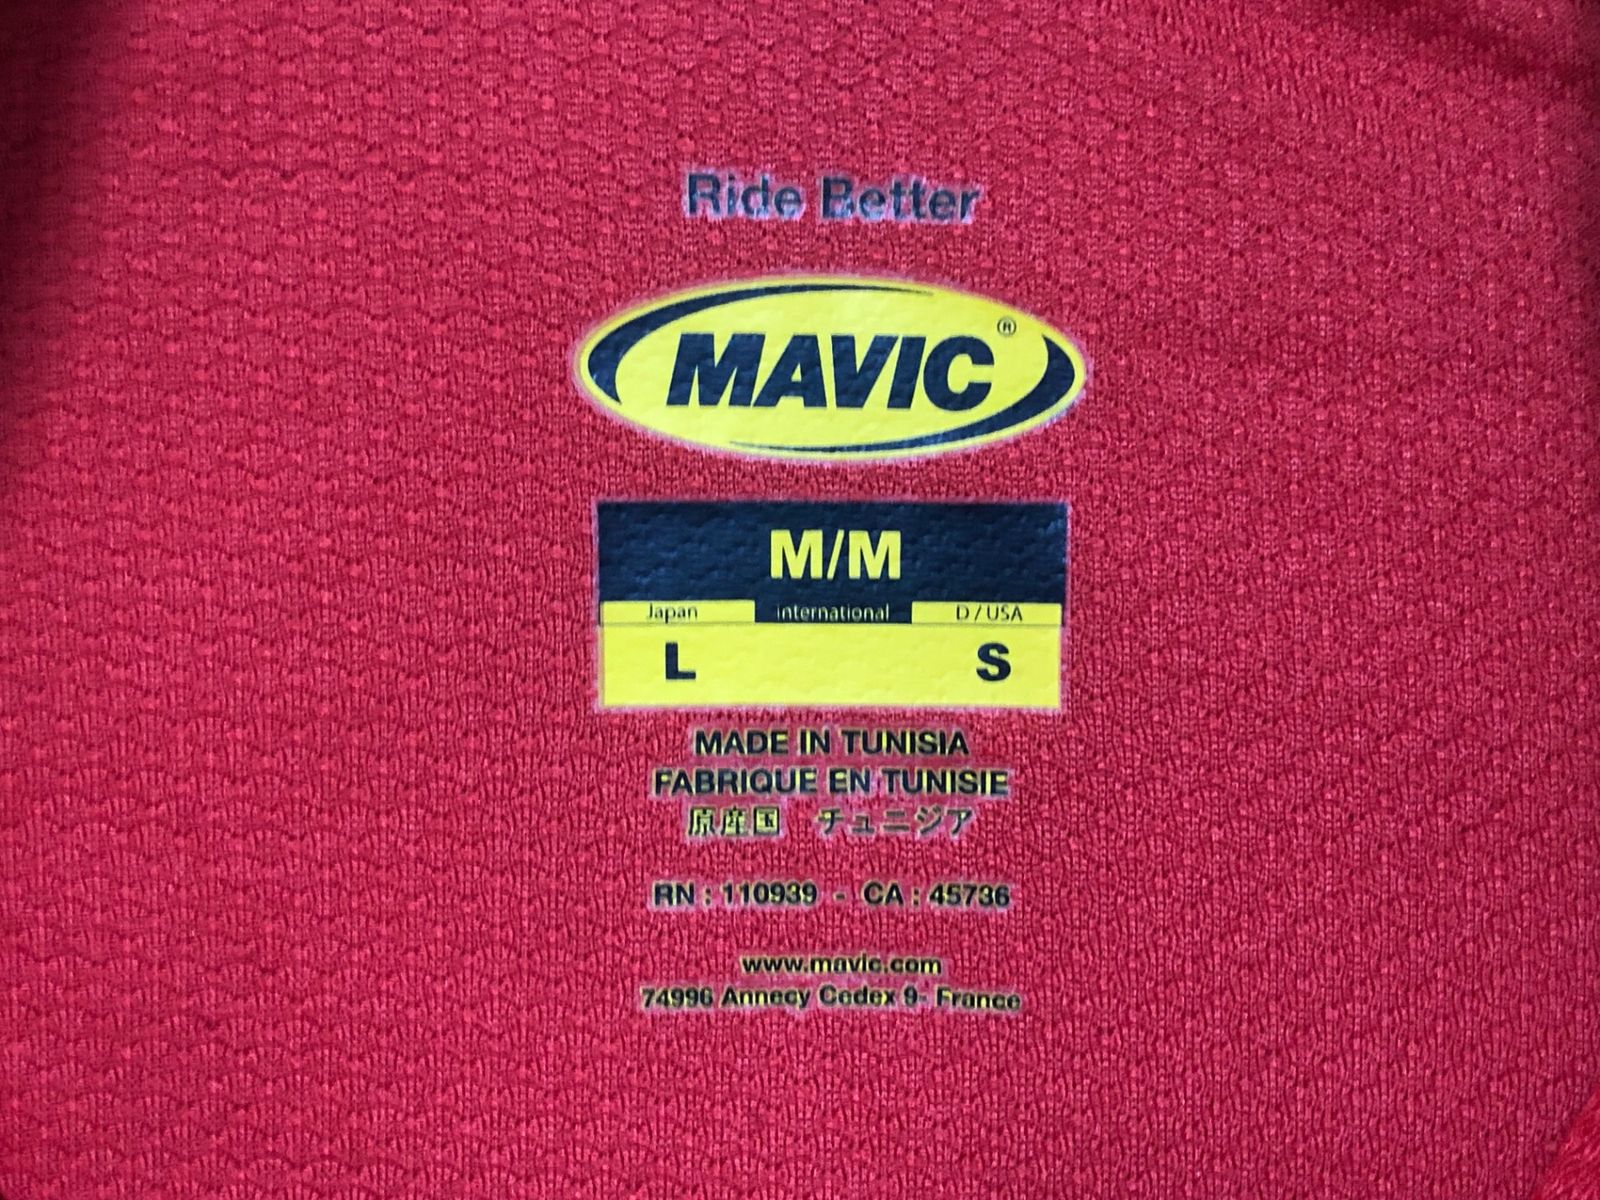 Ride Better
MAVIC®
M/M
Japan international D / USA
L S
MADE IN TUNISIA
FABRIQUE EN TUNISIE
原産国 チュニジア
RN : 110939 - CA : 45736
www.mavic.com
74996 Annecy Cedex 9- France